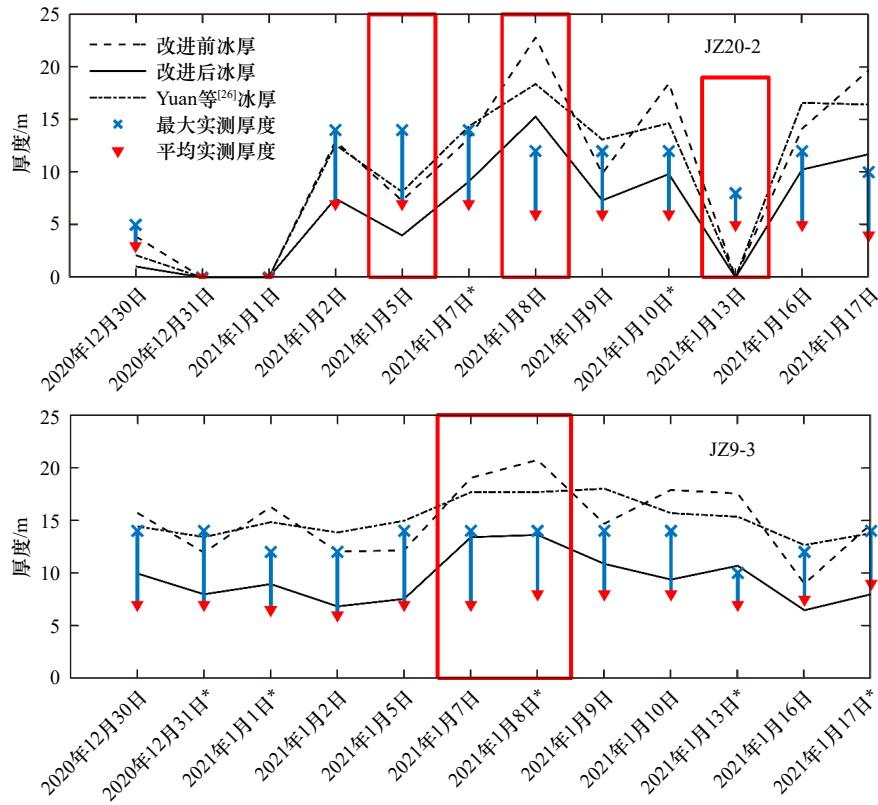 25
20
15
10
5
0
厚度/m
JZ20-2
改进前冰厚
改进后冰厚
Yuan等[26]冰厚
最大实测厚度
平均实测厚度
2020年12月30日
2020年12月31日
2021年1月1日
2021年1月2日
2021年1月5日
2021年1月7日*
2021年1月8日
2021年1月9日
2021年1月10日*
2021年1月13日
2021年1月16日
2021年1月17日
25
20
15
10
5
0
厚度/m
JZ9-3
2020年12月30日
2020年12月31日*
2021年1月1日*
2021年1月2日
2021年1月5日
2021年1月7日
2021年1月8日*
2021年1月9日
2021年1月10日
2021年1月13日*
2021年1月16日
2021年1月17日*